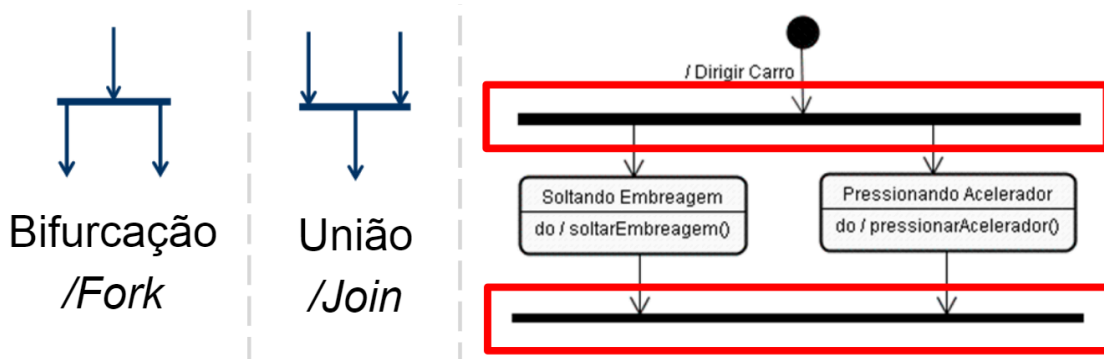 Bifurcação
/Fork
União
/Join
/ Dirigir Carro
Soltando Embreagem
do / soltarEmbreagem()
Pressionando Acelerador
do / pressionarAcelerador()